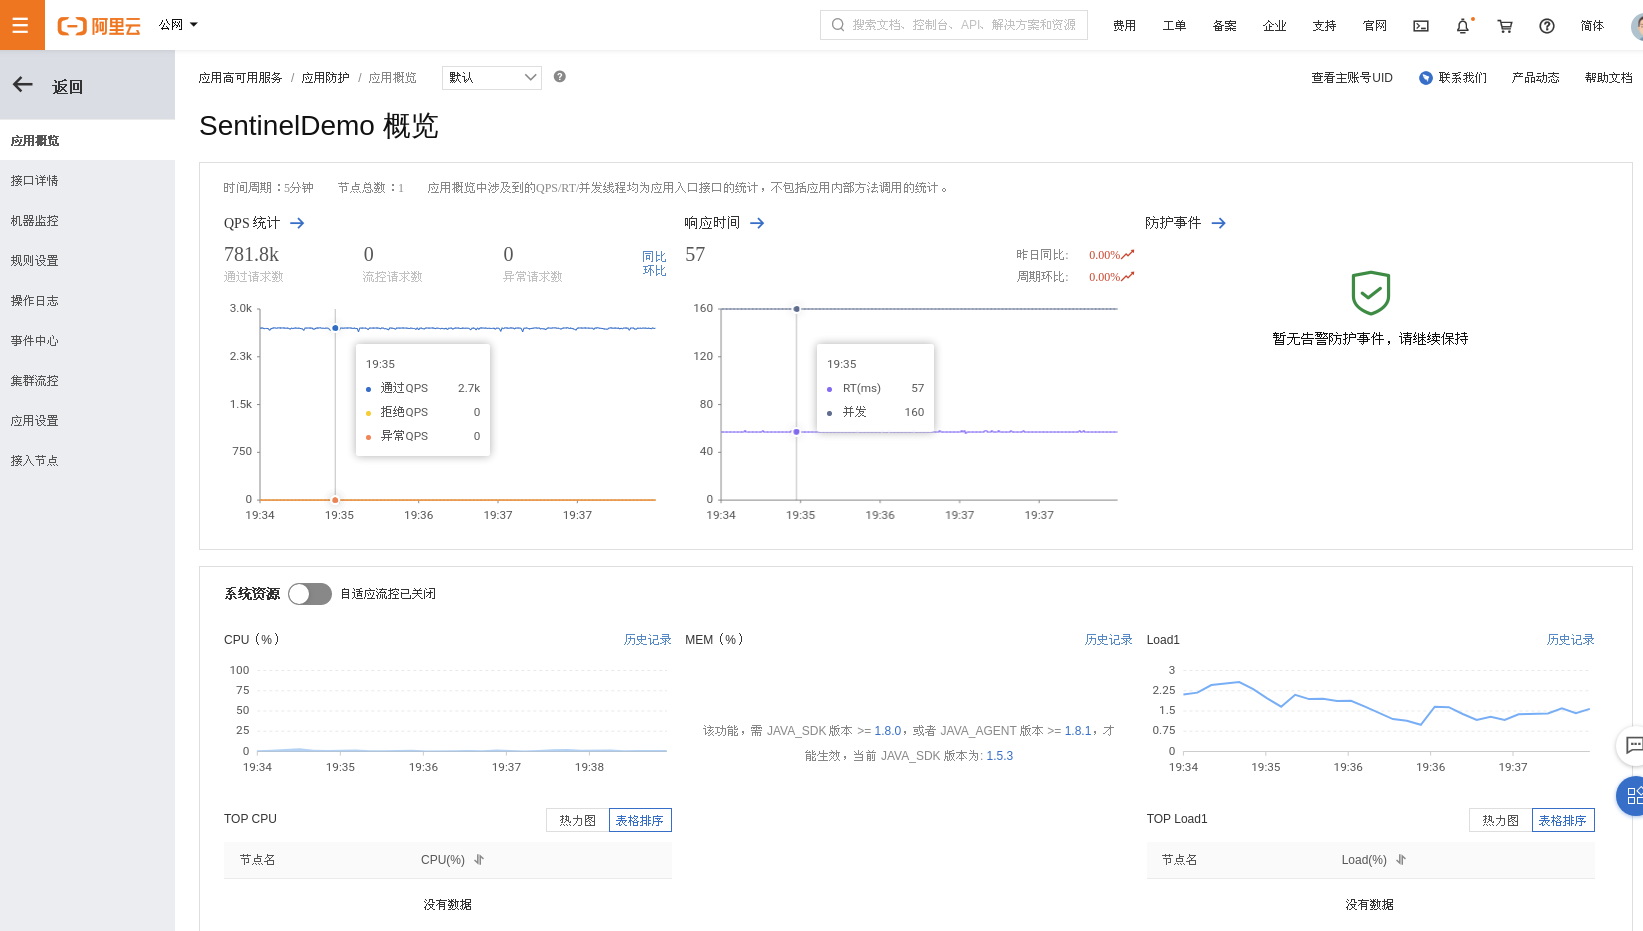 阿里云 公网 搜索文档、控制台、API、解决方案和资源 费用 工单 备案 企业 支持 官网 简体
返回
应用概览
接口详情
机器监控
规则设置
操作日志
事件中心
集群流控
应用设置
接入节点
应用高可用服务 / 应用防护 / 应用概览 默认 查看主账号UID 联系我们 产品动态 帮助文档
SentinelDemo 概览
时间周期：5分钟 节点总数：1 应用概览中涉及到的QPS/RT/并发线程均为应用入口接口的统计，不包括应用内部方法调用的统计。
QPS 统计
781.8k 0 0
通过请求数 流控请求数 异常请求数
同比
环比
3.0k
2.3k
1.5k
750
0
19:34 19:35 19:36 19:37 19:37
19:35
通过QPS 2.7k
拒绝QPS 0
异常QPS 0
响应时间
57
昨日同比: 0.00%
周期环比: 0.00%
160
120
80
40
0
19:34 19:35 19:36 19:37 19:37
19:35
RT(ms) 57
并发 160
防护事件
暂无告警防护事件，请继续保持
系统资源 自适应流控已关闭
CPU（%） 历史记录
100
75
50
25
0
19:34 19:35 19:36 19:37 19:38
MEM（%） 历史记录
该功能，需 JAVA_SDK 版本 >= 1.8.0，或者 JAVA_AGENT 版本 >= 1.8.1，才
能生效，当前 JAVA_SDK 版本为: 1.5.3
Load1 历史记录
3
2.25
1.5
0.75
0
19:34 19:35 19:36 19:36 19:37
TOP CPU 热力图 表格排序
节点名 CPU(%)
没有数据
TOP Load1 热力图 表格排序
节点名 Load(%)
没有数据